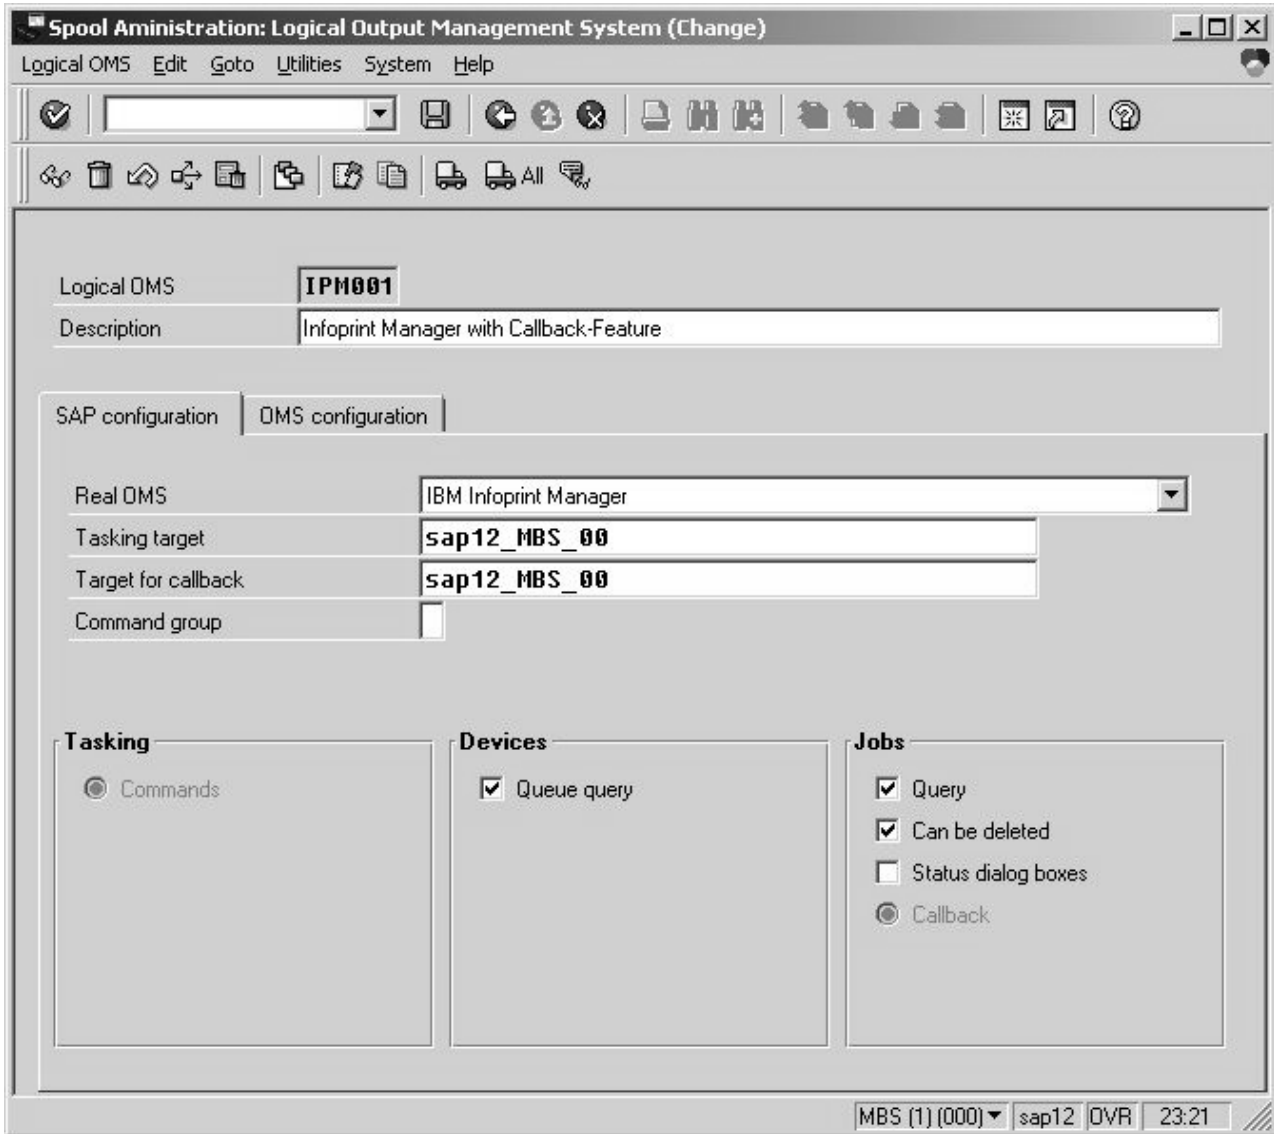 Spool Aministration: Logical Output Management System (Change)
Logical OMS Edit Goto Utilities System Help
All
Logical OMS IPM001
Description Infoprint Manager with Callback-Feature
SAP configuration OMS configuration
Real OMS IBM Infoprint Manager
Tasking target sap12_MBS_00
Target for callback sap12_MBS_00
Command group
Tasking Devices Jobs
Commands Queue query Query
Can be deleted
Status dialog boxes
Callback
MBS (1) (000) sap12 OVR 23:21